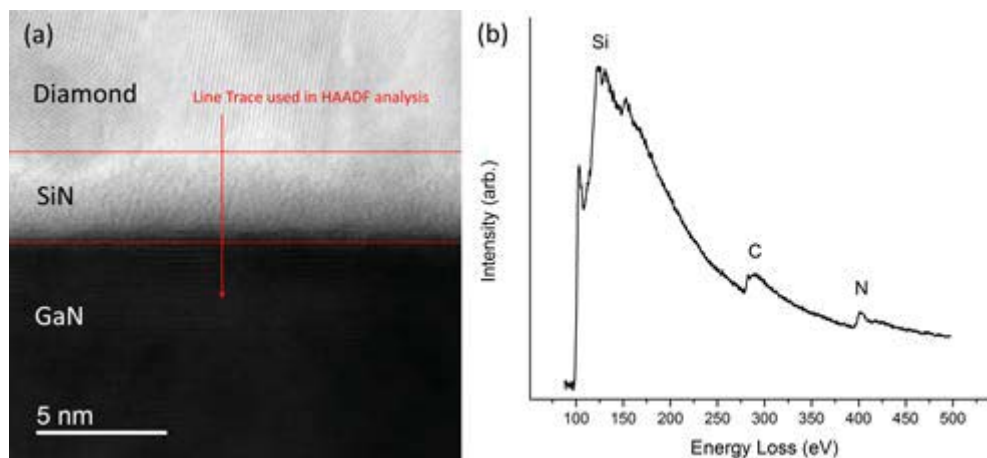 (a)
Diamond
Line Trace used in HAADF analysis
SiN
GaN
5 nm
(b)
Si
C
N
Intensity (arb.)
100 150 200 250 300 350 400 450 500
Energy Loss (eV)